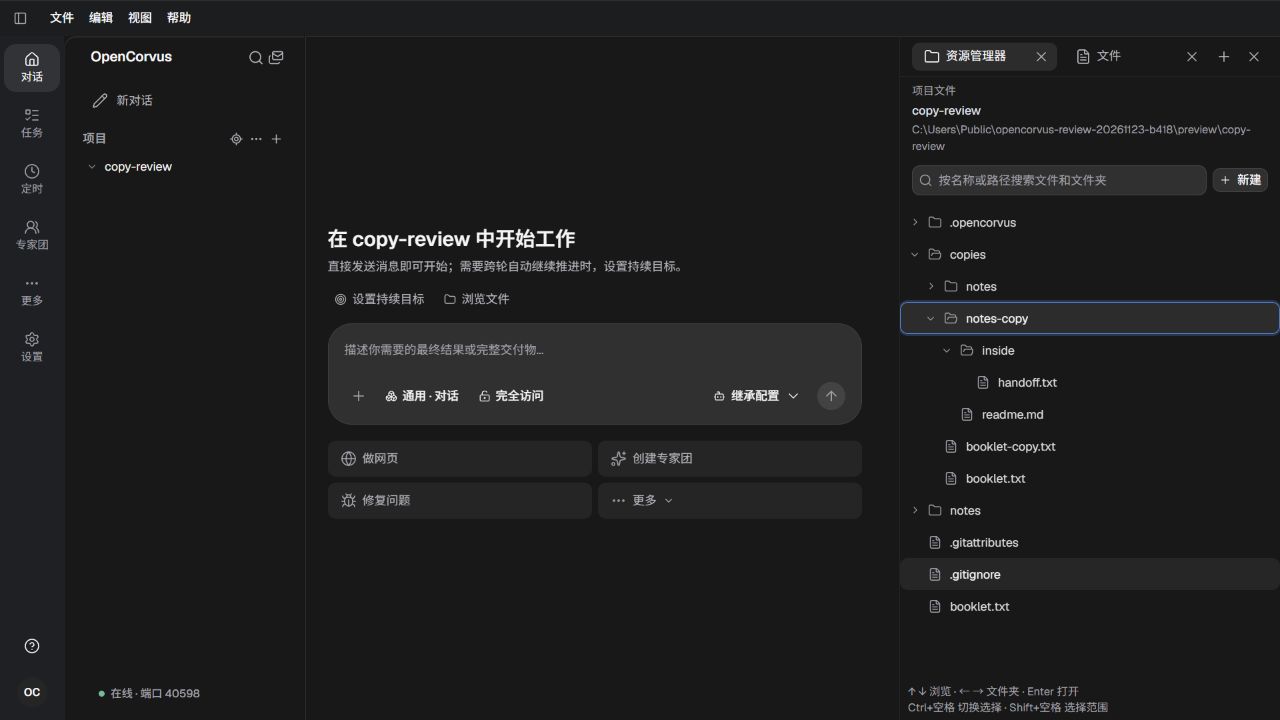 文件 编辑 视图 帮助
对话
任务
定时
专家团
更多
设置
OC
OpenCorvus
新对话
项目
copy-review
在线 · 端口 40598
在 copy-review 中开始工作
直接发送消息即可开始；需要跨轮自动继续推进时，设置持续目标。
设置持续目标 浏览文件
描述你需要的最终结果或完整交付物...
通用 · 对话 完全访问 继承配置
做网页 创建专家团
修复问题 更多
资源管理器 文件
项目文件
copy-review
C:\Users\Public\opencorvus-review-20261123-b418\preview\copy-
review
按名称或路径搜索文件和文件夹 新建
.opencorvus
copies
notes
notes-copy
inside
handoff.txt
readme.md
booklet-copy.txt
booklet.txt
notes
.gitattributes
.gitignore
booklet.txt
↑↓ 浏览 · ← → 文件夹 · Enter 打开
Ctrl+空格 切换选择 · Shift+空格 选择范围